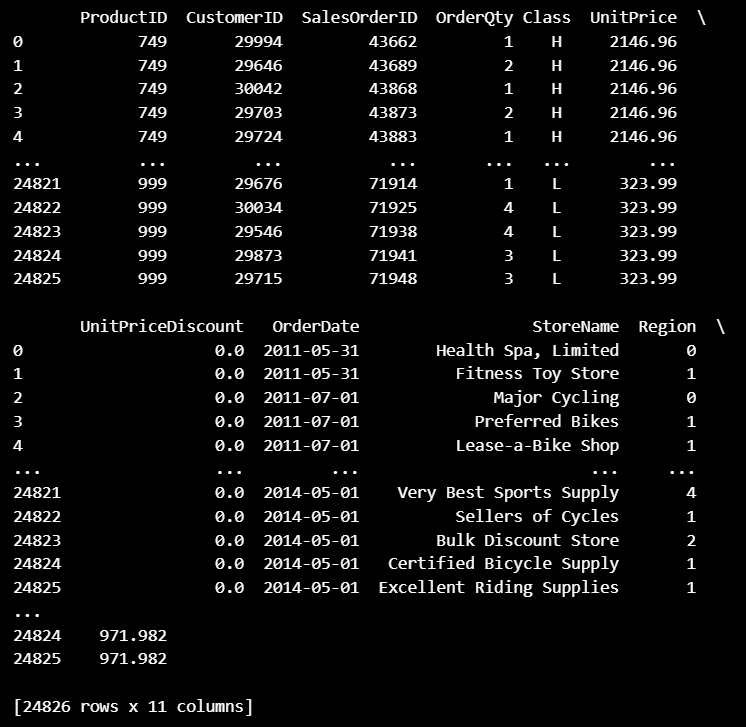 ProductID  CustomerID  SalesOrderID  OrderQty Class  UnitPrice  \
0            749       29994         43662         1     H    2146.96
1            749       29646         43689         2     H    2146.96
2            749       30042         43868         1     H    2146.96
3            749       29703         43873         2     H    2146.96
4            749       29724         43883         1     H    2146.96
...          ...         ...           ...       ...   ...        ...
24821        999       29676         71914         1     L     323.99
24822        999       30034         71925         4     L     323.99
24823        999       29546         71938         4     L     323.99
24824        999       29873         71941         3     L     323.99
24825        999       29715         71948         3     L     323.99

       UnitPriceDiscount   OrderDate                  StoreName  Region  \
0                    0.0  2011-05-31        Health Spa, Limited       0
1                    0.0  2011-05-31          Fitness Toy Store       1
2                    0.0  2011-07-01              Major Cycling       0
3                    0.0  2011-07-01            Preferred Bikes       1
4                    0.0  2011-07-01          Lease-a-Bike Shop       1
...                  ...         ...                        ...     ...
24821                0.0  2014-05-01    Very Best Sports Supply       4
24822                0.0  2014-05-01          Sellers of Cycles       1
24823                0.0  2014-05-01        Bulk Discount Store       2
24824                0.0  2014-05-01   Certified Bicycle Supply       1
24825                0.0  2014-05-01  Excellent Riding Supplies       1
...
24824    971.982
24825    971.982

[24826 rows x 11 columns]